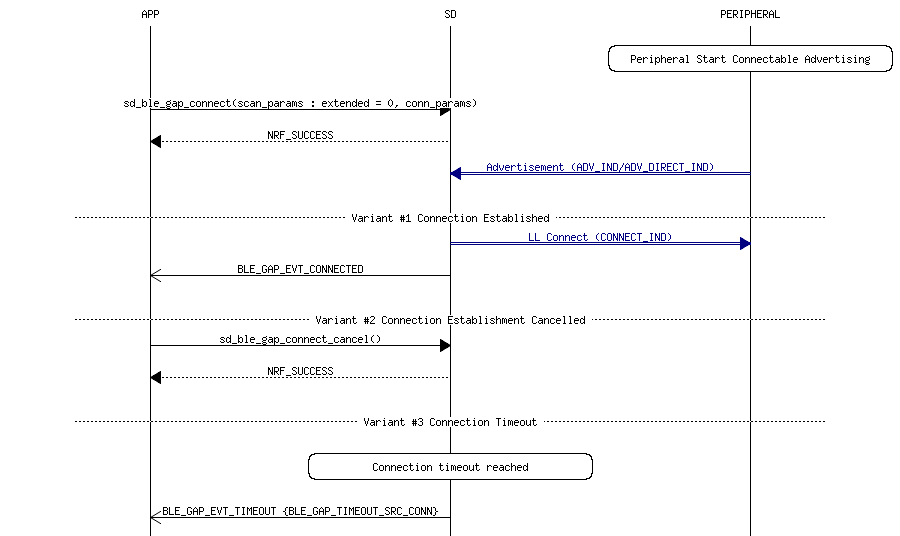 APP SD PERIPHERAL
Peripheral Start Connectable Advertising
sd_ble_gap_connect(scan_params : extended = 0, conn_params)
NRF_SUCCESS
Advertisement (ADV_IND/ADV_DIRECT_IND)
Variant #1 Connection Established
LL Connect (CONNECT_IND)
BLE_GAP_EVT_CONNECTED
Variant #2 Connection Establishment Cancelled
sd_ble_gap_connect_cancel()
NRF_SUCCESS
Variant #3 Connection Timeout
Connection timeout reached
BLE_GAP_EVT_TIMEOUT {BLE_GAP_TIMEOUT_SRC_CONN}